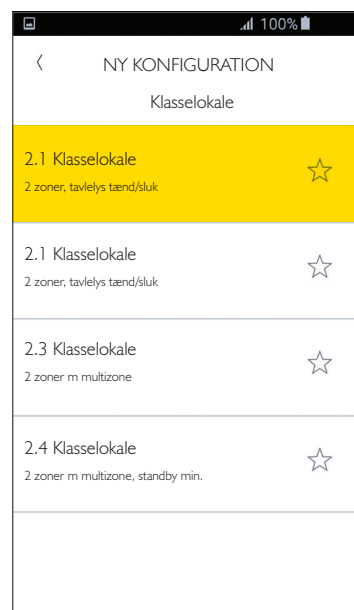 100%
NY KONFIGURATION
Klasselokale
2.1 Klasselokale
2 zoner, tavlelys tænd/sluk
2.1 Klasselokale
2 zoner, tavlelys tænd/sluk
2.3 Klasselokale
2 zoner m multizone
2.4 Klasselokale
2 zoner m multizone, standby min.